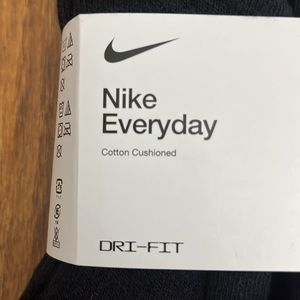 Nike
Everyday
Cotton Cushioned
DRI-FIT